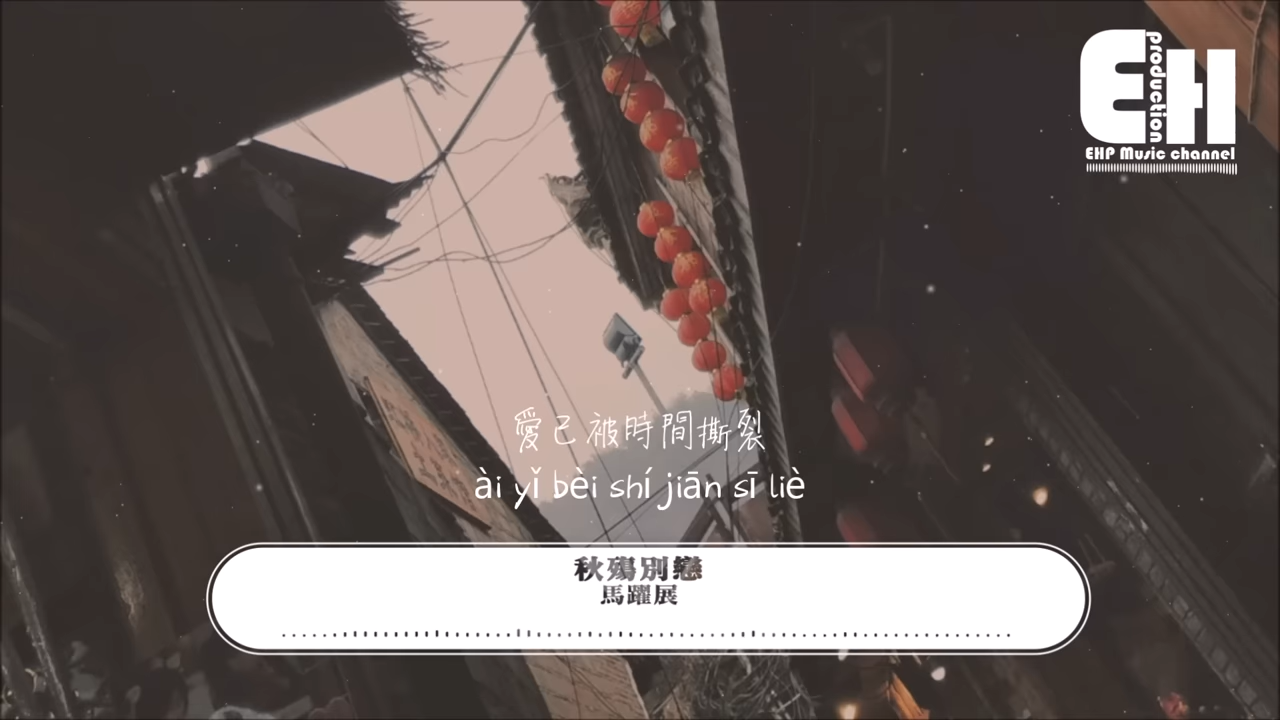 EH
production
EHP Music channel
愛已被時間撕裂
ài yǐ bèi shí jiān sī liè
秋殤別戀
馬躍展